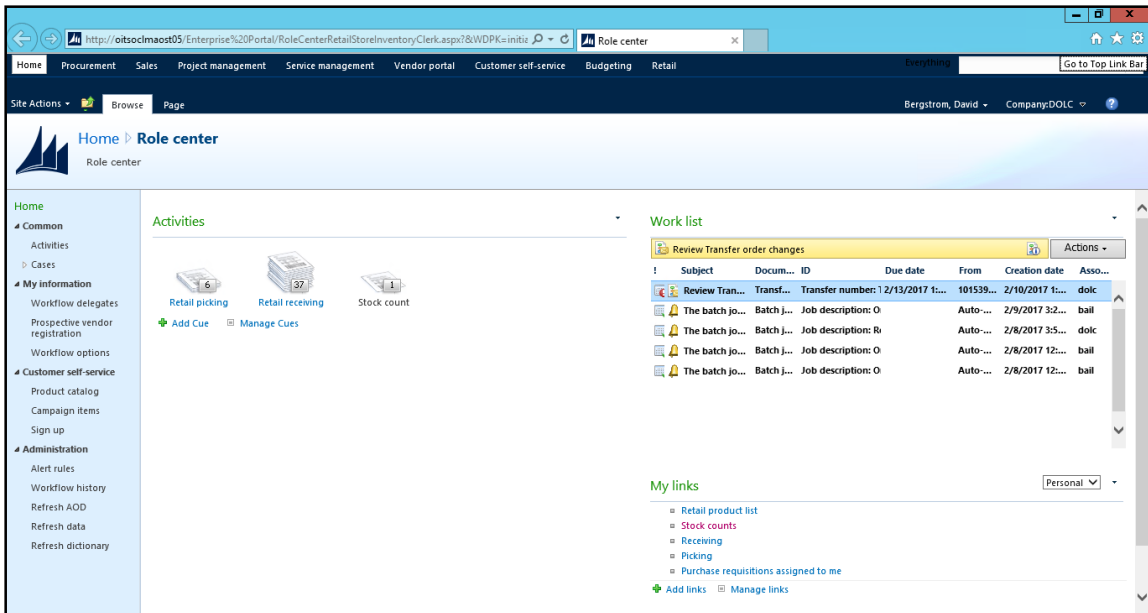 http://oitsoclmaost05/Enterprise%20Portal/RoleCenterRetailStoreInventoryClerk.aspx?&WDPK=initia
Role center
Home Procurement Sales Project management Service management Vendor portal Customer self-service Budgeting Retail Everything Go to Top Link Bar
Site Actions Browse Page Bergstrom, David Company:DOLC
Home Role center
Role center
Home
Common
Activities
Cases
My information
Workflow delegates
Prospective vendor
registration
Workflow options
Customer self-service
Product catalog
Campaign items
Sign up
Administration
Alert rules
Workflow history
Refresh AOD
Refresh data
Refresh dictionary
Activities
6 37 1
Retail picking Retail receiving Stock count
Add Cue Manage Cues
Work list
Review Transfer order changes Actions
! Subject Docum... ID Due date From Creation date Asso...
Review Tran... Transf... Transfer number: 1 2/13/2017 1:... 101539... 2/10/2017 1:... dolc
The batch jo... Batch j... Job description: O Auto-... 2/9/2017 3:2... bail
The batch jo... Batch j... Job description: Re Auto-... 2/8/2017 3:5... dolc
The batch jo... Batch j... Job description: O Auto-... 2/8/2017 12:... bail
The batch jo... Batch j... Job description: O Auto-... 2/8/2017 12:... bail
My links Personal
Retail product list
Stock counts
Receiving
Picking
Purchase requisitions assigned to me
Add links Manage links